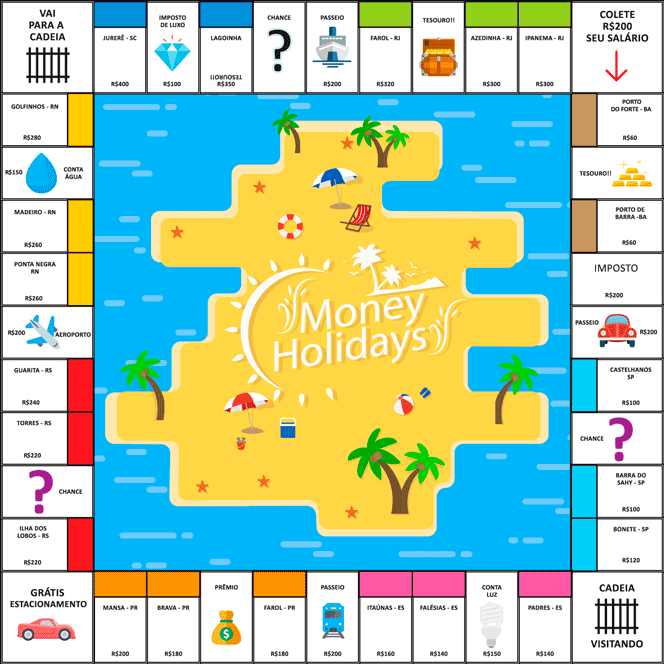 VAI
PARA A
CADEIA
JURERÊ - SC
R$400
IMPOSTO
DE LUXO
R$100
LAGOINHA
TESOURO!!
R$350
CHANCE
?
PASSEIO
R$200
FAROL - RJ
R$320
TESOURO!!
AZEDINHA - RJ
R$300
IPANEMA - RJ
R$300
COLETE
R$200
SEU SALÁRIO
PORTO
DO FORTE - BA
R$60
TESOURO!!
PORTO DE
BARRA -BA
R$60
IMPOSTO
R$200
PASSEIO
R$200
CASTELHANOS
SP
R$100
CHANCE
?
BARRA DO
SAHY - SP
R$100
BONETE - SP
R$120
CADEIA
VISITANDO
PADRES - ES
R$140
CONTA
LUZ
R$150
FALÉSIAS - ES
R$140
ITAÚNAS - ES
R$160
PASSEIO
R$200
FAROL - PR
R$180
PRÊMIO
$
BRAVA - PR
R$180
MANSA - PR
R$200
GRÁTIS
ESTACIONAMENTO
ILHA DOS
LOBOS - RS
R$220
?
CHANCE
TORRES - RS
R$220
GUARITA - RS
R$240
R$200
AEROPORTO
PONTA NEGRA
RN
R$260
MADEIRO - RN
R$260
R$150
CONTA
ÁGUA
GOLFINHOS - RN
R$280
Money
Holidays